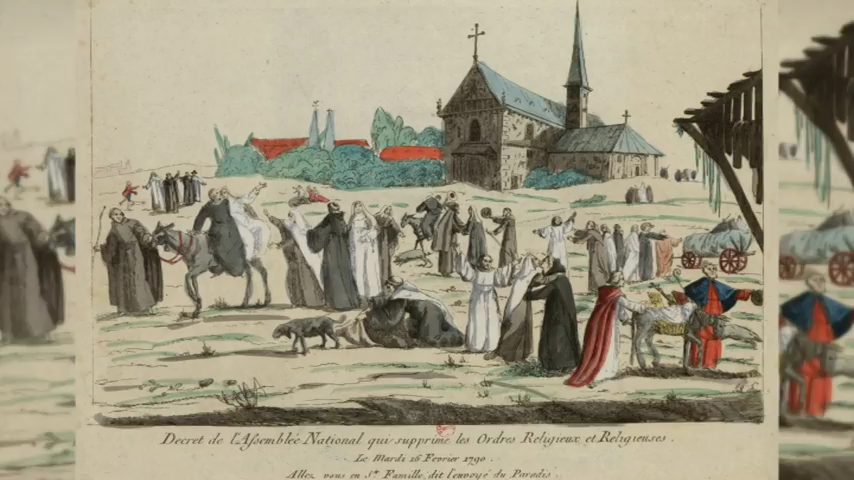 Decret de l'Assemblée National qui supprime les Ordres Religieux et Religieuses.
Le Mardi 16 Fevrier 1790.
Allez vous en Ste Famille, dit l'envoyé du Paradis.